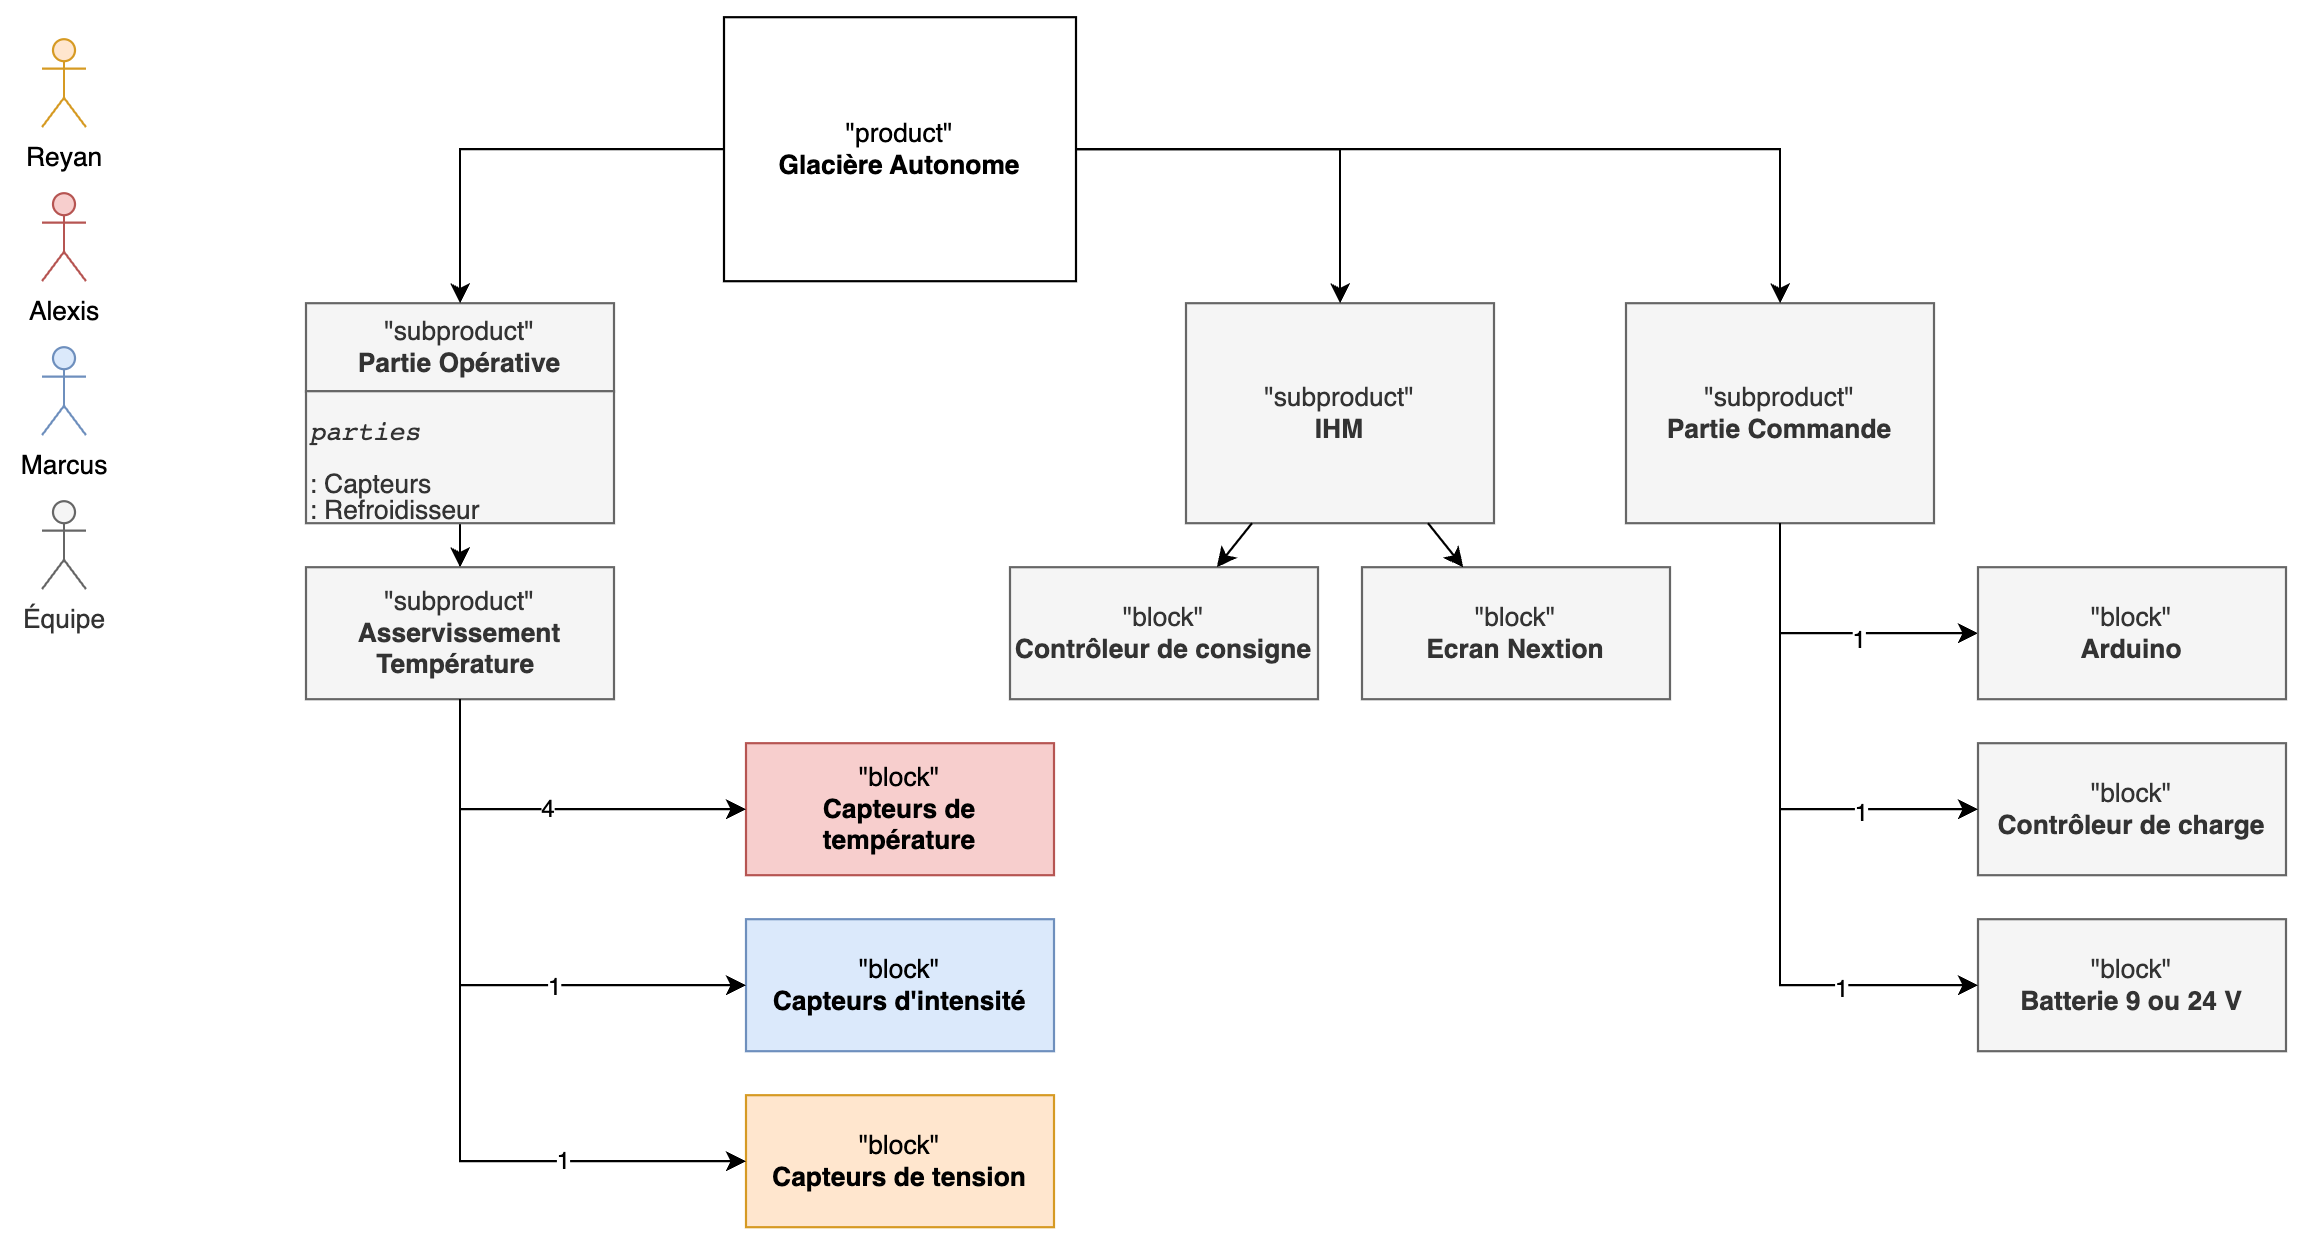 Reyan
Alexis
Marcus
Équipe
"product"
Glacière Autonome
"subproduct"
Partie Opérative
parties
: Capteurs
: Refroidisseur
"subproduct"
IHM
"subproduct"
Partie Commande
"subproduct"
Asservissement
Température
"block"
Contrôleur de consigne
"block"
Ecran Nextion
1
"block"
Arduino
4
"block"
Capteurs de
température
1
"block"
Contrôleur de charge
1
"block"
Capteurs d'intensité
1
"block"
Batterie 9 ou 24 V
1
"block"
Capteurs de tension